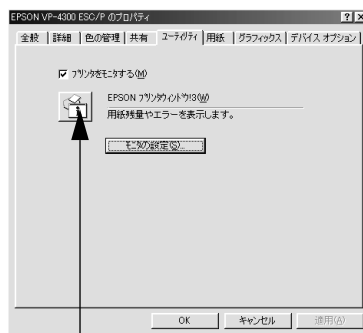 EPSON VP-4300 ESC/P のプロパティ
全般 詳細 色の管理 共有 ユーティリティ 用紙 グラフィックス デバイス オプション
プリンタをモニタする(M)
EPSON プリンタウィンドウ!3(W)
用紙残量やエラーを表示します。
モニタの設定(S)...
OK キャンセル 適用(A)